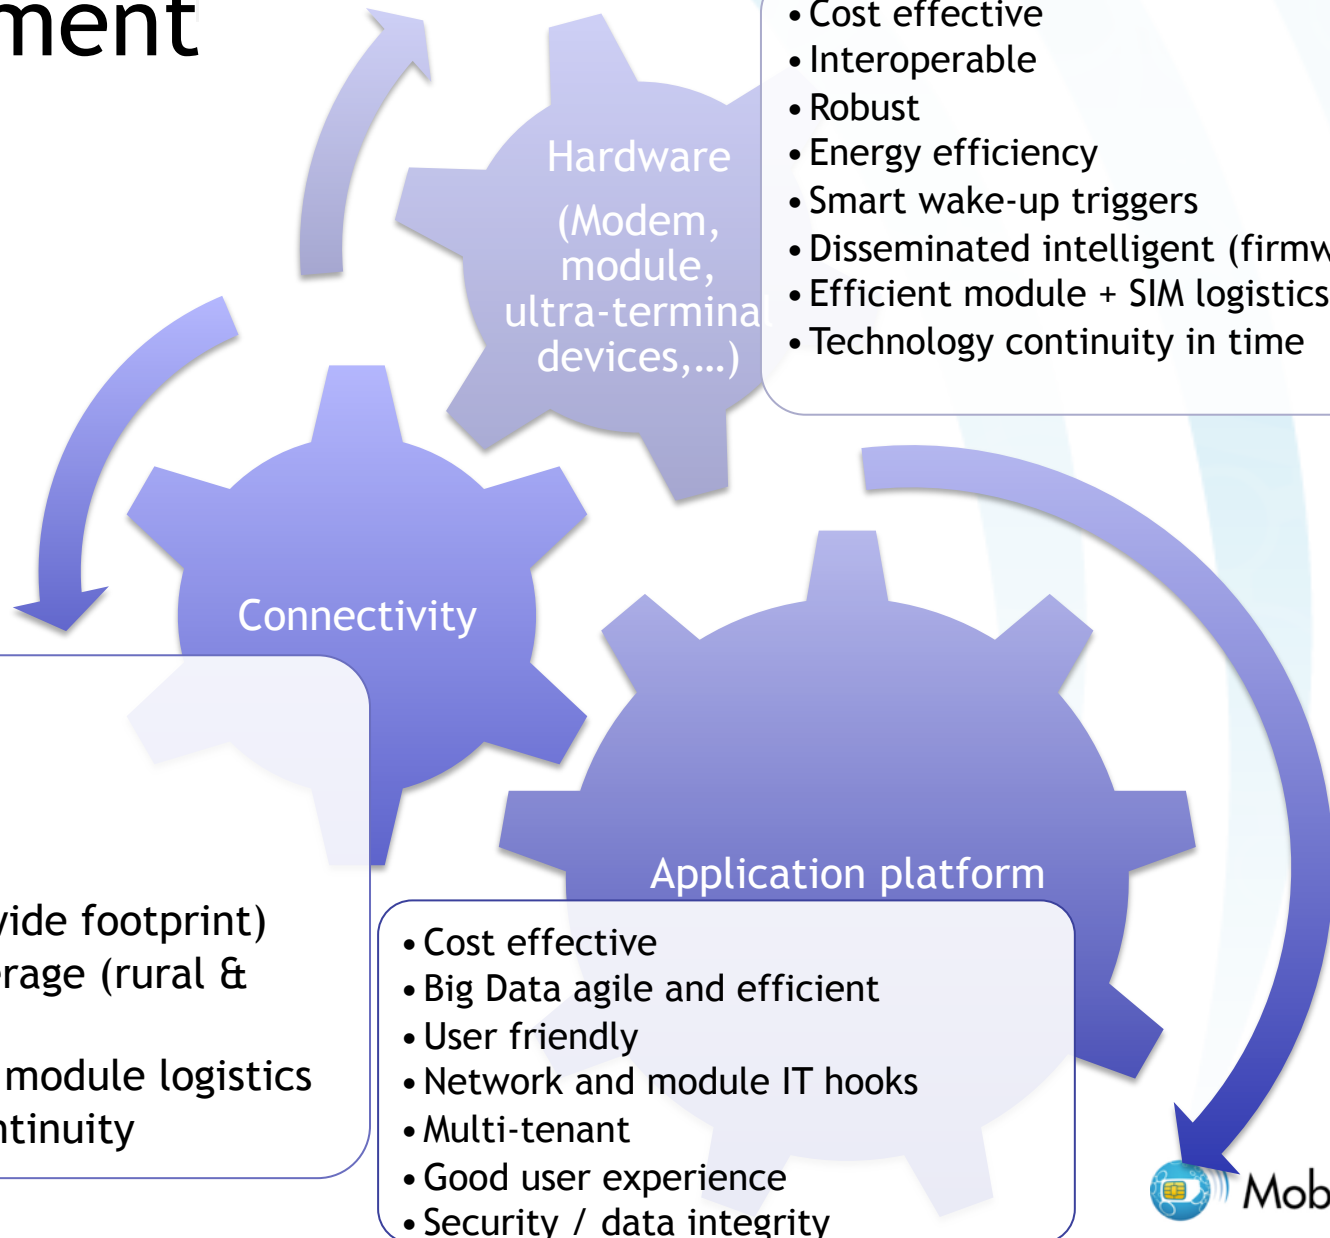 ment
• Cost effective
• Interoperable
• Robust
• Energy efficiency
• Smart wake-up triggers
• Disseminated intelligent (firmw
• Efficient module + SIM logistics
• Technology continuity in time
Hardware
(Modem,
module,
ultra-terminal
devices,...)
Connectivity
vide footprint)
erage (rural &
module logistics
ntinuity
Application platform
• Cost effective
• Big Data agile and efficient
• User friendly
• Network and module IT hooks
• Multi-tenant
• Good user experience
• Security / data integrity
Mob